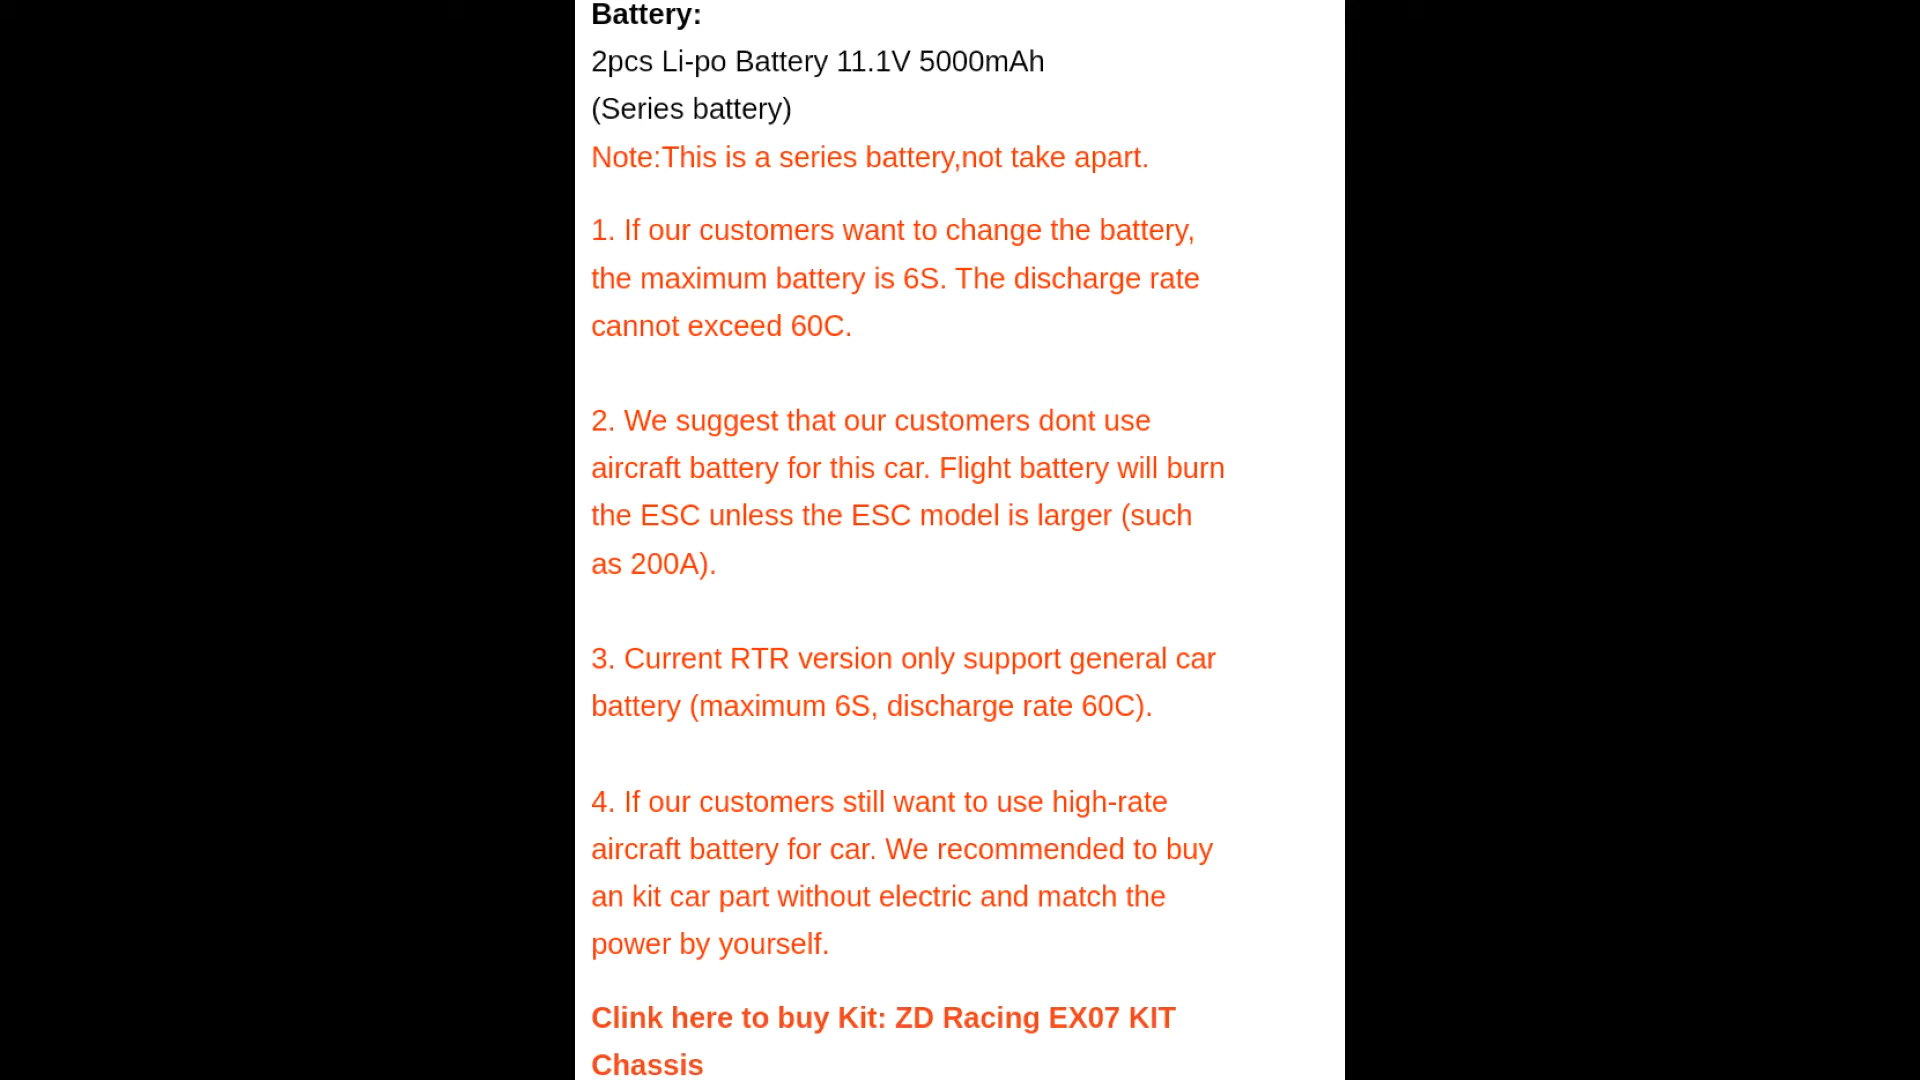 Battery:
2pcs Li-po Battery 11.1V 5000mAh
(Series battery)
Note:This is a series battery,not take apart.
1. If our customers want to change the battery,
the maximum battery is 6S. The discharge rate
cannot exceed 60C.
2. We suggest that our customers dont use
aircraft battery for this car. Flight battery will burn
the ESC unless the ESC model is larger (such
as 200A).
3. Current RTR version only support general car
battery (maximum 6S, discharge rate 60C).
4. If our customers still want to use high-rate
aircraft battery for car. We recommended to buy
an kit car part without electric and match the
power by yourself.
Clink here to buy Kit: ZD Racing EX07 KIT
Chassis